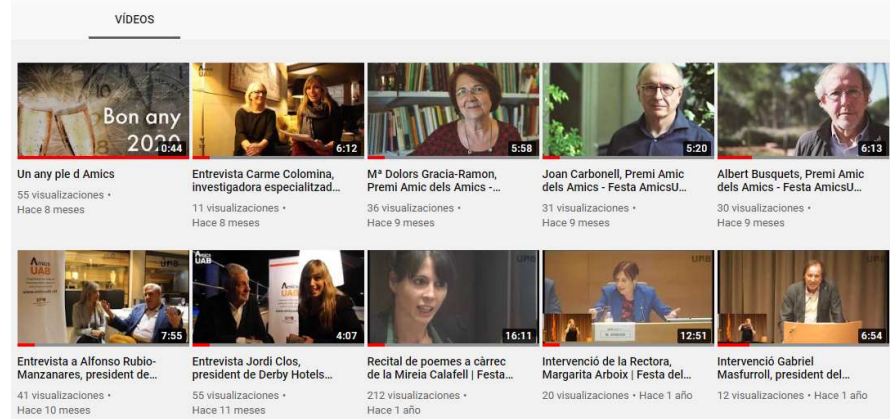 VÍDEOS
Bon any
2020
0:44
6:12
5:58
5:20
6:13
Un any ple d Amics
55 visualizaciones •
Hace 8 meses
Entrevista Carme Colomina,
investigadora especialitzad...
11 visualizaciones •
Hace 8 meses
Mª Dolors Gracia-Ramon,
Premi Amic dels Amics -...
36 visualizaciones •
Hace 9 meses
Joan Carbonell, Premi Amic
dels Amics - Festa AmicsU...
31 visualizaciones •
Hace 9 meses
Albert Busquets, Premi Amic
dels Amics - Festa AmicsU...
30 visualizaciones •
Hace 9 meses
Amics
UAB
7:55
UAB
Amics
UAB
4:07
UAB
16:11
UAB
12:51
UAB
6:54
Entrevista a Alfonso Rubio-
Manzanares, president de...
41 visualizaciones •
Hace 10 meses
Entrevista Jordi Clos,
president de Derby Hotels...
55 visualizaciones •
Hace 11 meses
Recital de poemes a càrrec
de la Mireia Calafell | Festa...
212 visualizaciones •
Hace 1 año
Intervenció de la Rectora,
Margarita Arboix | Festa del...
20 visualizaciones • Hace 1 año
Intervenció Gabriel
Masfurroll, president del...
12 visualizaciones • Hace 1 año